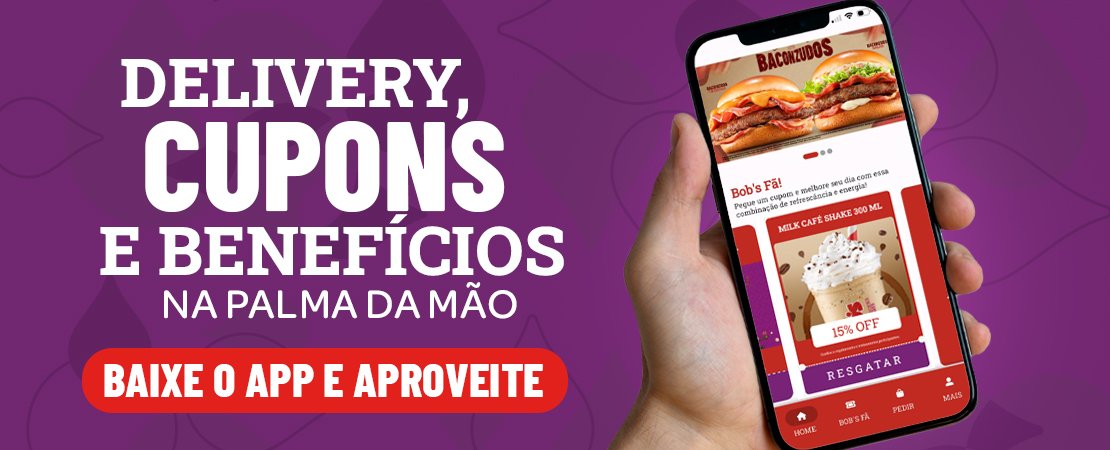 DELIVERY,
CUPONS
E BENEFÍCIOS
NA PALMA DA MÃO
BAIXE O APP E APROVEITE
BACONZUDOS
Bob's Fã!
Pegue um cupom e melhore seu dia com essa
combinação de refrescância e energia!
MILK CAFÉ SHAKE 300 ML
15% OFF
RESGATAR
HOME
BOB'S FÃ
PEDIR
MAIS